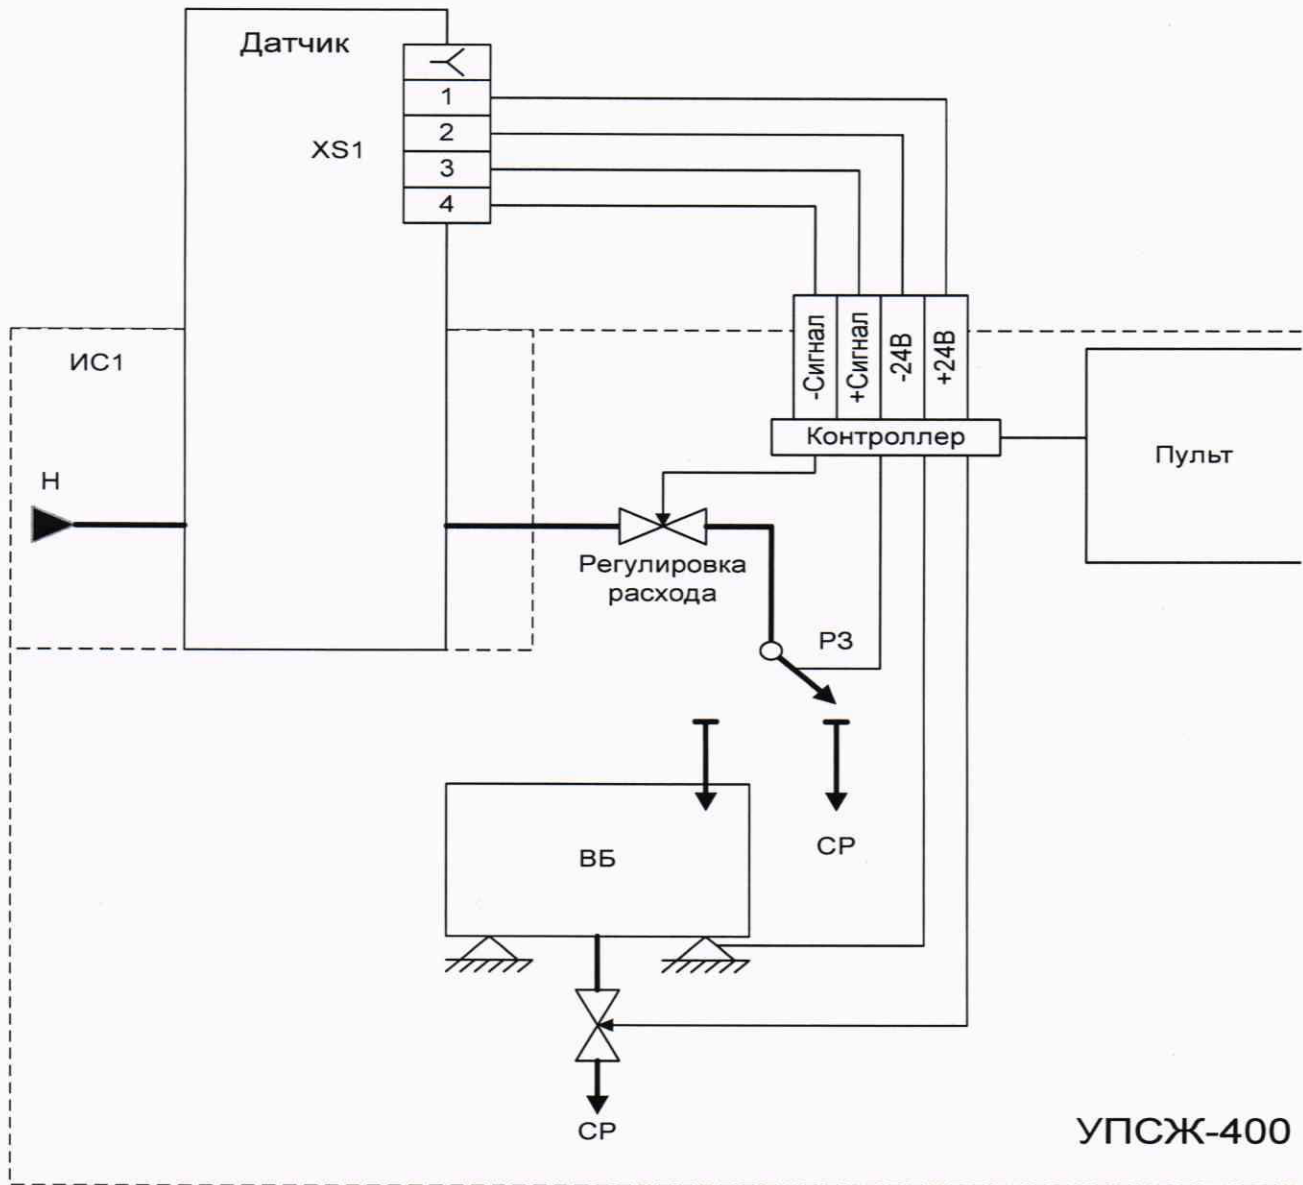 Датчик
XS1
1
2
3
4
ИС1
Н
-Сигнал
+Сигнал
-24В
+24В
Контроллер
Пульт
Регулировка
расхода
РЗ
ВБ
СР
СР
УПСЖ-400